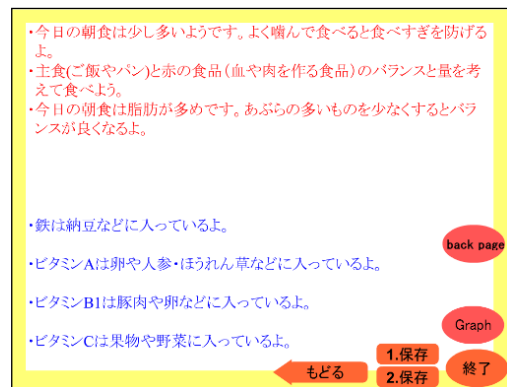 ・今日の朝食は少し多いようです。よく噛んで食べると食べすぎを防げる
よ。
・主食(ご飯やパン)と赤の食品(血や肉を作る食品)のバランスと量を考
えて食べよう。
・今日の朝食は脂肪が多めです。あぶらの多いものを少なくするとバラ
ンスが良くなるよ。
・鉄は納豆などに入っているよ。
back page
・ビタミンAは卵や人参・ほうれん草などに入っているよ。
・ビタミンB1は豚肉や卵などに入っているよ。
Graph
・ビタミンCは果物や野菜に入っているよ。
1.保存
もどる
2.保存
終了